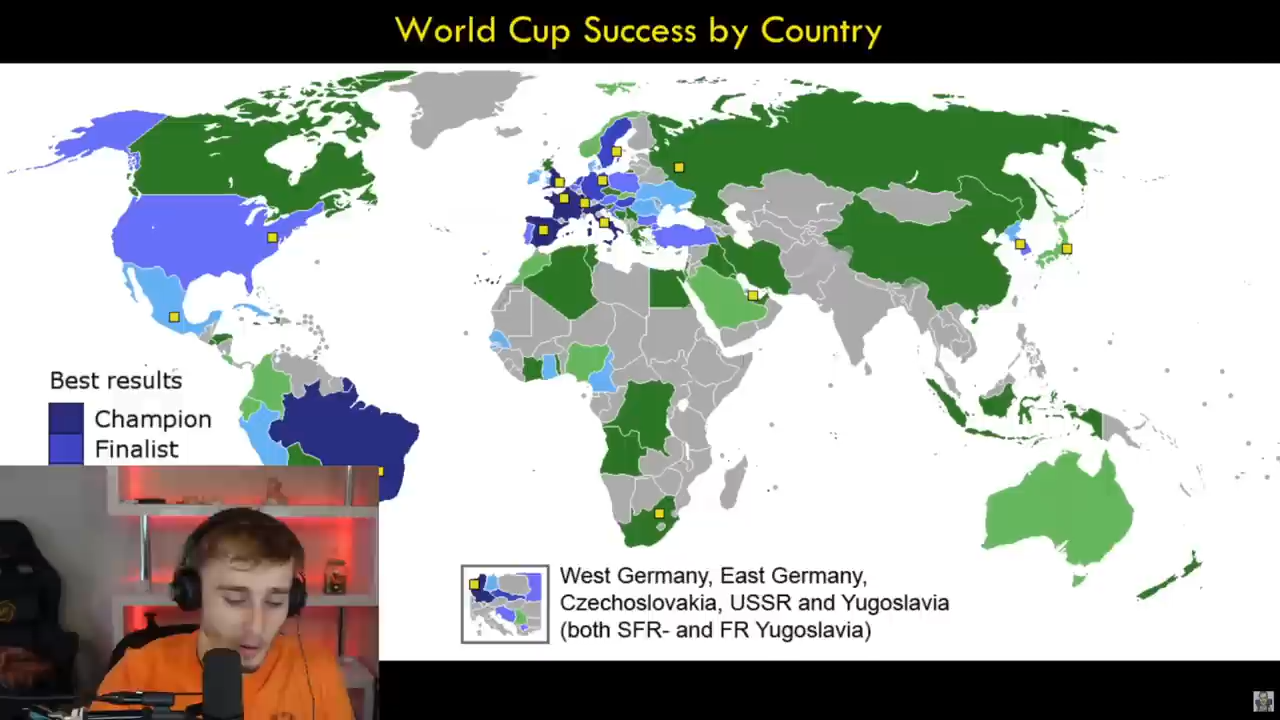 World Cup Success by Country
Best results
Champion
Finalist
West Germany, East Germany,
Czechoslovakia, USSR and Yugoslavia
(both SFR- and FR Yugoslavia)